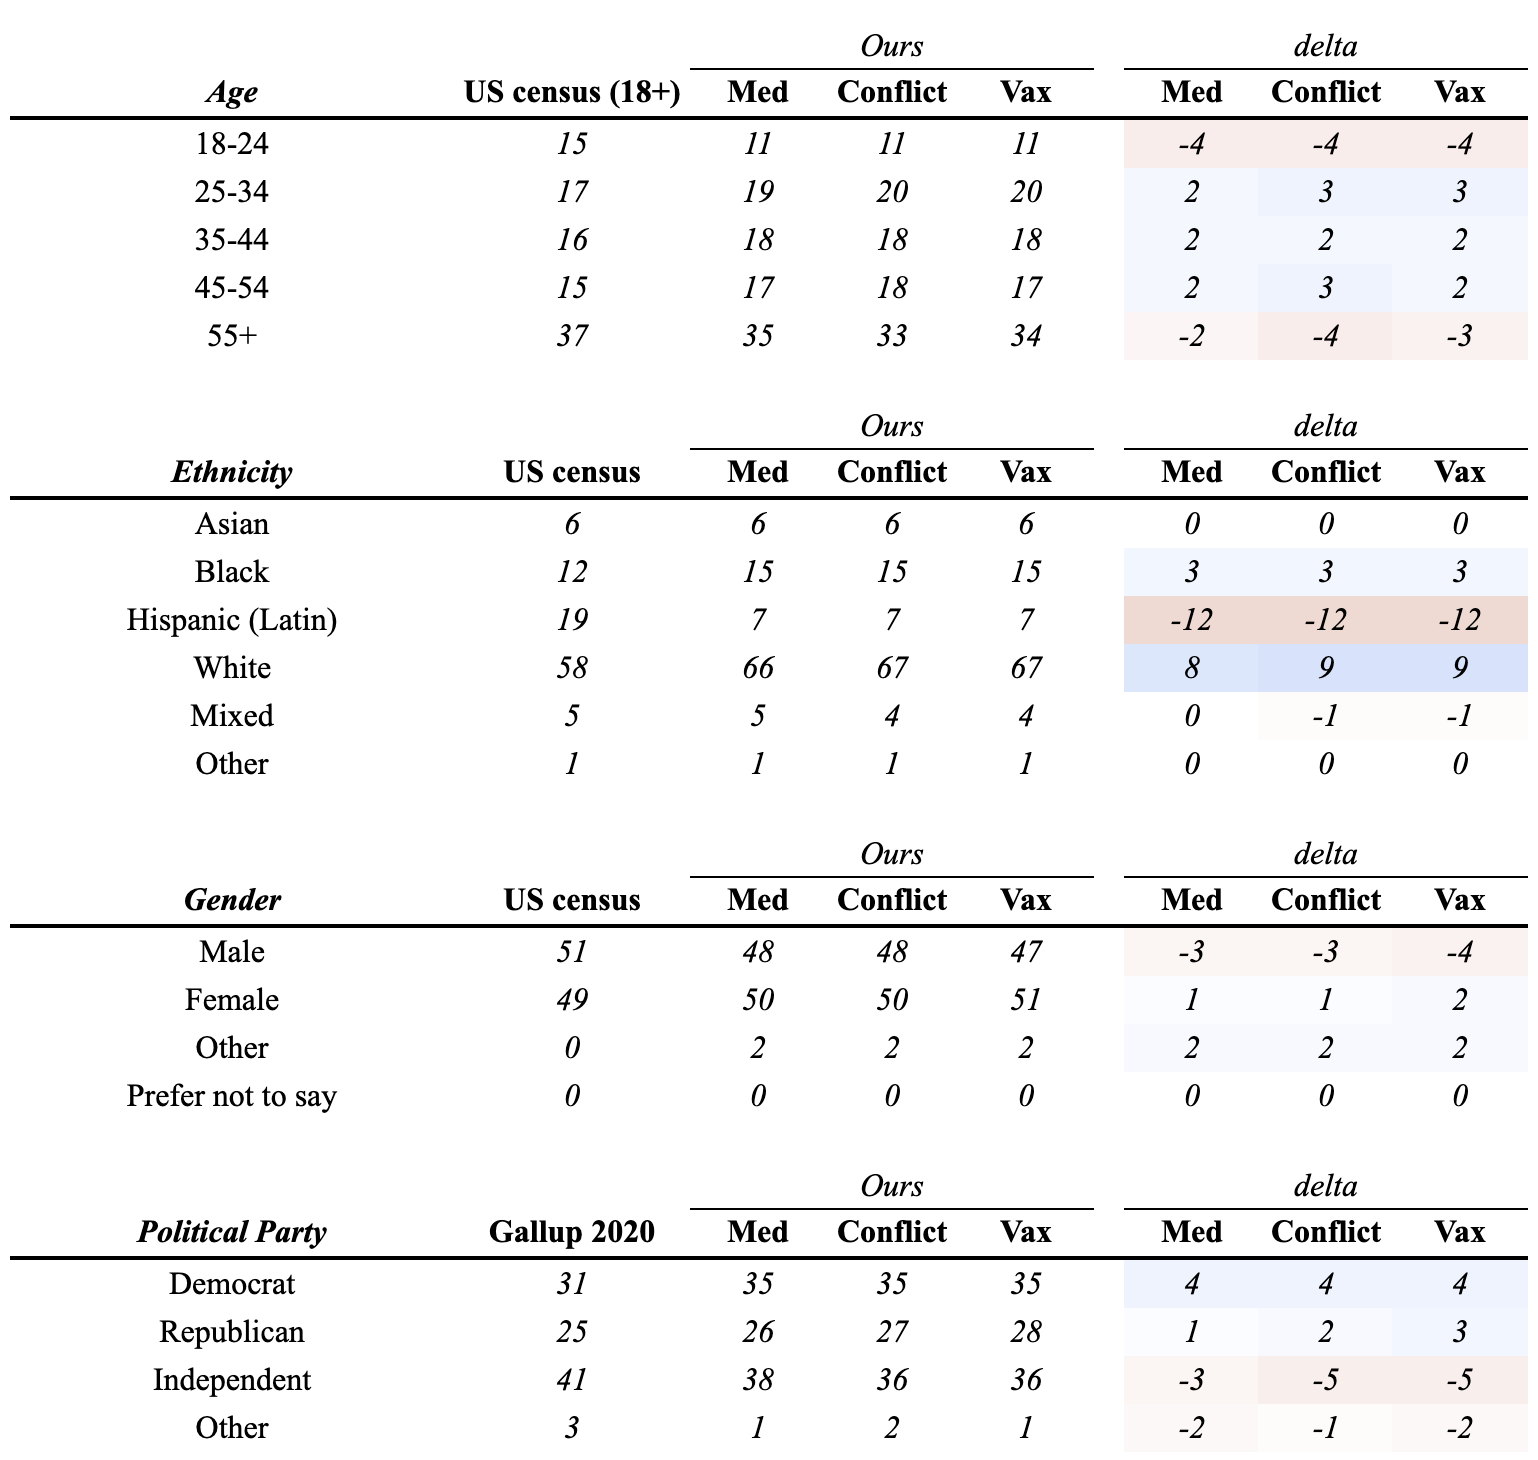 Ours delta
Age US census (18+) Med Conflict Vax Med Conflict Vax
18-24 15 11 11 11 -4 -4 -4
25-34 17 19 20 20 2 3 3
35-44 16 18 18 18 2 2 2
45-54 15 17 18 17 2 3 2
55+ 37 35 33 34 -2 -4 -3
Ours delta
Ethnicity US census Med Conflict Vax Med Conflict Vax
Asian 6 6 6 6 0 0 0
Black 12 15 15 15 3 3 3
Hispanic (Latin) 19 7 7 7 -12 -12 -12
White 58 66 67 67 8 9 9
Mixed 5 5 4 4 0 -1 -1
Other 1 1 1 1 0 0 0
Ours delta
Gender US census Med Conflict Vax Med Conflict Vax
Male 51 48 48 47 -3 -3 -4
Female 49 50 50 51 1 1 2
Other 0 2 2 2 2 2 2
Prefer not to say 0 0 0 0 0 0 0
Ours delta
Political Party Gallup 2020 Med Conflict Vax Med Conflict Vax
Democrat 31 35 35 35 4 4 4
Republican 25 26 27 28 1 2 3
Independent 41 38 36 36 -3 -5 -5
Other 3 1 2 1 -2 -1 -2